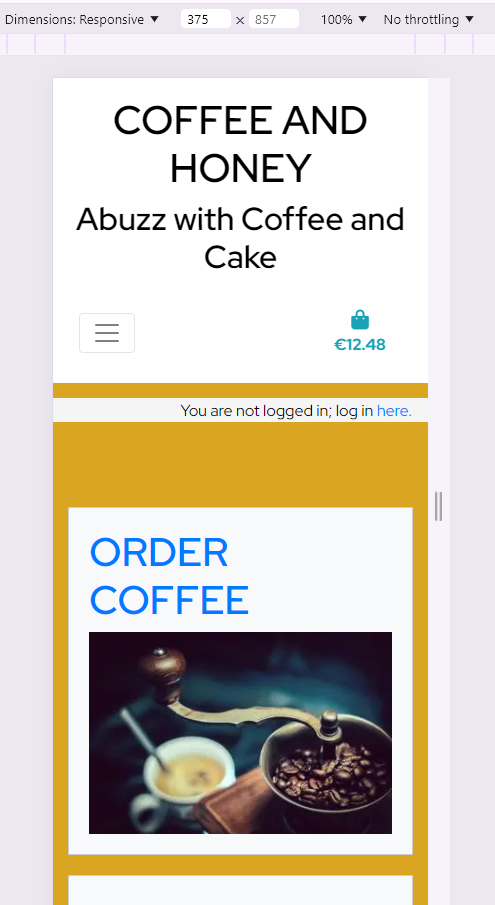 Dimensions: Responsive ▼ 375 × 857 100% ▼ No throttling ▼
COFFEE AND
HONEY
Abuzz with Coffee and
Cake
€12.48
You are not logged in; log in here.
ORDER
COFFEE